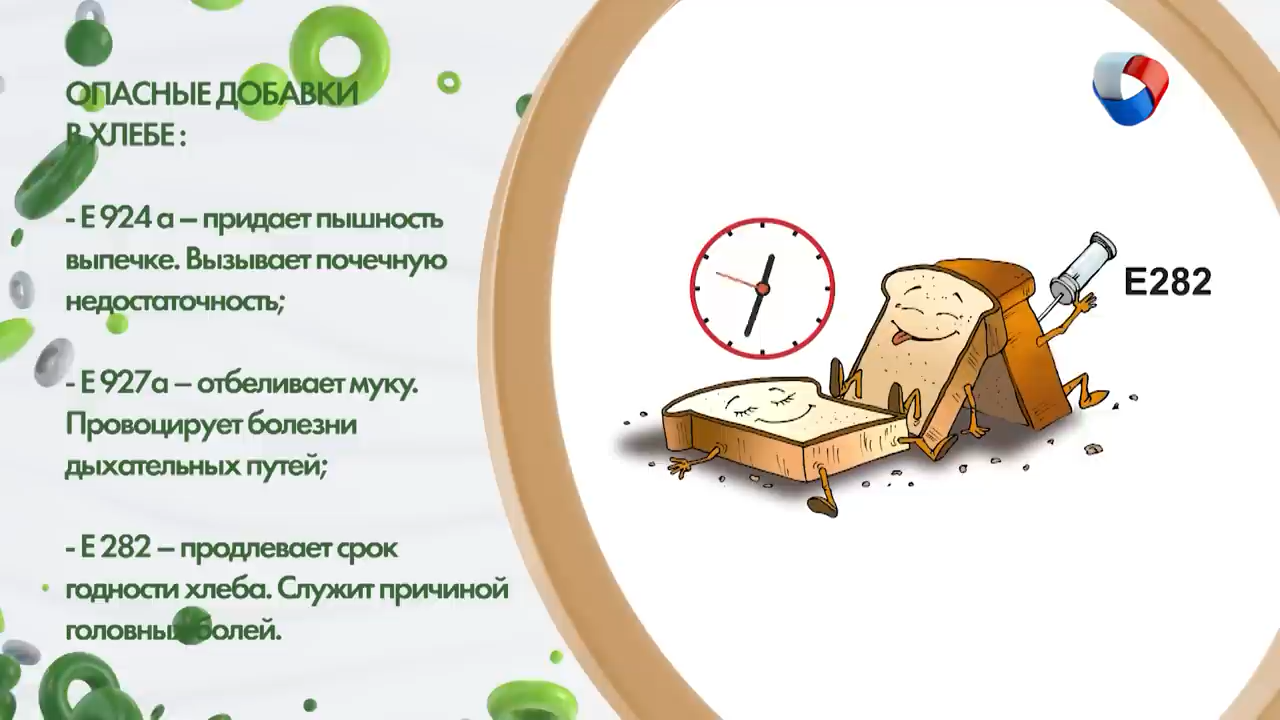 ОПАСНЫЕ ДОБАВКИ
В ХЛЕБЕ :
- Е 924 а – придает пышность
выпечке. Вызывает почечную
недостаточность;
- Е 927а – отбеливает муку.
Провоцирует болезни
дыхательных путей;
- Е 282 – продлевает срок
годности хлеба. Служит причиной
головных болей.
E282